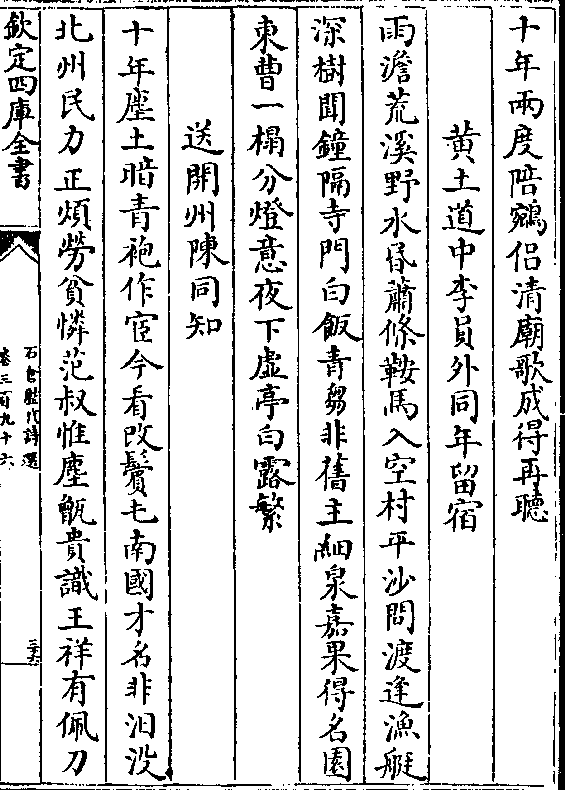 十年兩度陪鵷侣清廟歌成得再聽
黄土道中李員外同年留宿
雨澹荒溪野水昏蕭條鞍馬入空村平沙問渡逢漁艇
深樹聞鐘隔寺門白飯青芻非舊主細泉嘉果得名園
東曹一榻分燈意夜下虚亭白露繁
送開州陳同知
十年塵土暗青袍作宦今看改鬢毛南國才名非汩没
北州民力正煩勞貧憐范叔惟塵甑貴識王祥有佩刀
欽定四庫全書
石倉歷代詩選
卷三百九十六